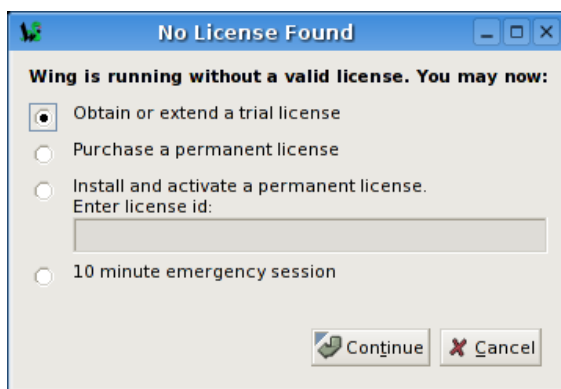 No License Found
Wing is running without a valid license. You may now:
Obtain or extend a trial license
Purchase a permanent license
Install and activate a permanent license.
Enter license id:
10 minute emergency session
Continue Cancel